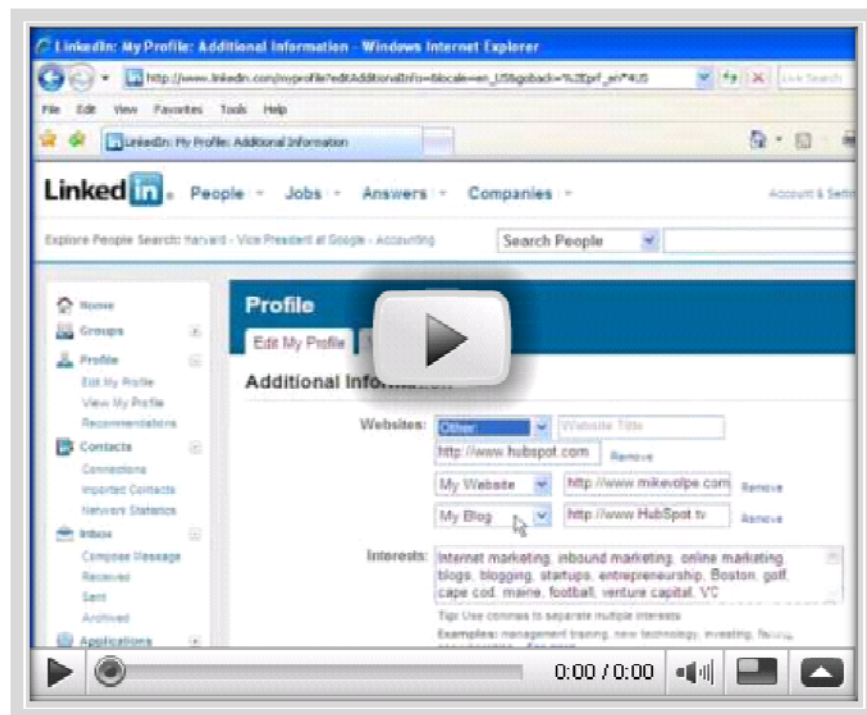 LinkedIn: My Profile: Additional Information - Windows Internet Explorer
File Edit View Favorites Tools Help
LinkedIn: My Profile: Additional Information
Linked in People Jobs Answers Companies
Explore People Search: Harvard - Vice President at Google - Accounting
Search People
Home
Groups
Profile
Edit My Profile
View My Profile
Recommendations
Contacts
Connections
Imported Contacts
Network Statistics
Inbox
Compose Message
Received
Sent
Archived
Applications
Profile
Edit My Profile
Additional
Websites: Other: Website Title
http://www.hubspot.com Remove
My Website http://www.mikevolpe.com Remove
My Blog http://www.HubSpot.tv Remove
Interests: Internet marketing, inbound marketing, online marketing,
blogs, blogging, startups, entrepreneurship, Boston, golf,
cape cod, maine, football, venture capital, VC
Tip: Use commas to separate multiple interests
Examples: management training, new technology, investing,
0:00 / 0:00